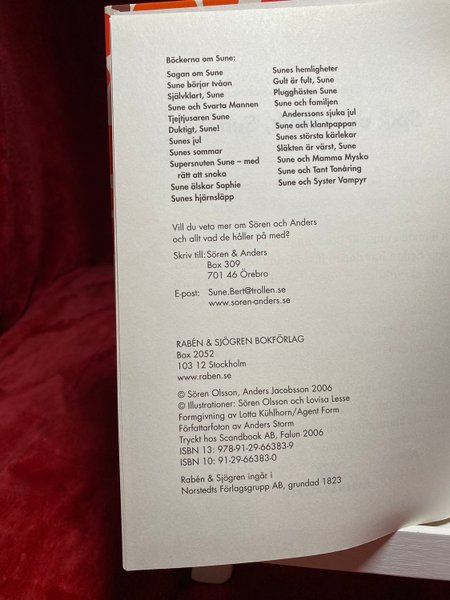 Böckerna om Sune:
Sagan om Sune
Sune börjar tvåan
Självklart, Sune
Sune och Svarta Mannen
Tjejtjusaren Sune
Duktigt, Sune!
Sunes jul
Sunes sommar
Supersnuten Sune – med
rätt att snoka
Sune älskar Sophie
Sunes hjärnsläpp
Sunes hemligheter
Gult är fult, Sune
Plugghästen Sune
Sune och familjen
Anderssons sjuka jul
Sune och klantpappan
Sunes största kärlekar
Släkten är värst, Sune
Sune och Mamma Mysko
Sune och Tant Tonåring
Sune och Syster Vampyr
Vill du veta mer om Sören och Anders
och allt vad de håller på med?
Skriv till: Sören & Anders
Box 309
701 46 Örebro
E-post: Sune.Bert@trollen.se
www.soren-anders.se
RABÉN & SJÖGREN BOKFÖRLAG
Box 2052
103 12 Stockholm
www.raben.se
© Sören Olsson, Anders Jacobsson 2006
© Illustrationer: Sören Olsson och Lovisa Lesse
Formgivning av Lotta Kühlhorn/Agent Form
Författarfoton av Anders Storm
Tryckt hos Scandbook AB, Falun 2006
ISBN 13: 978-91-29-66383-9
ISBN 10: 91-29-66383-0
Rabén & Sjögren ingår i
Norstedts Förlagsgrupp AB, grundad 1823